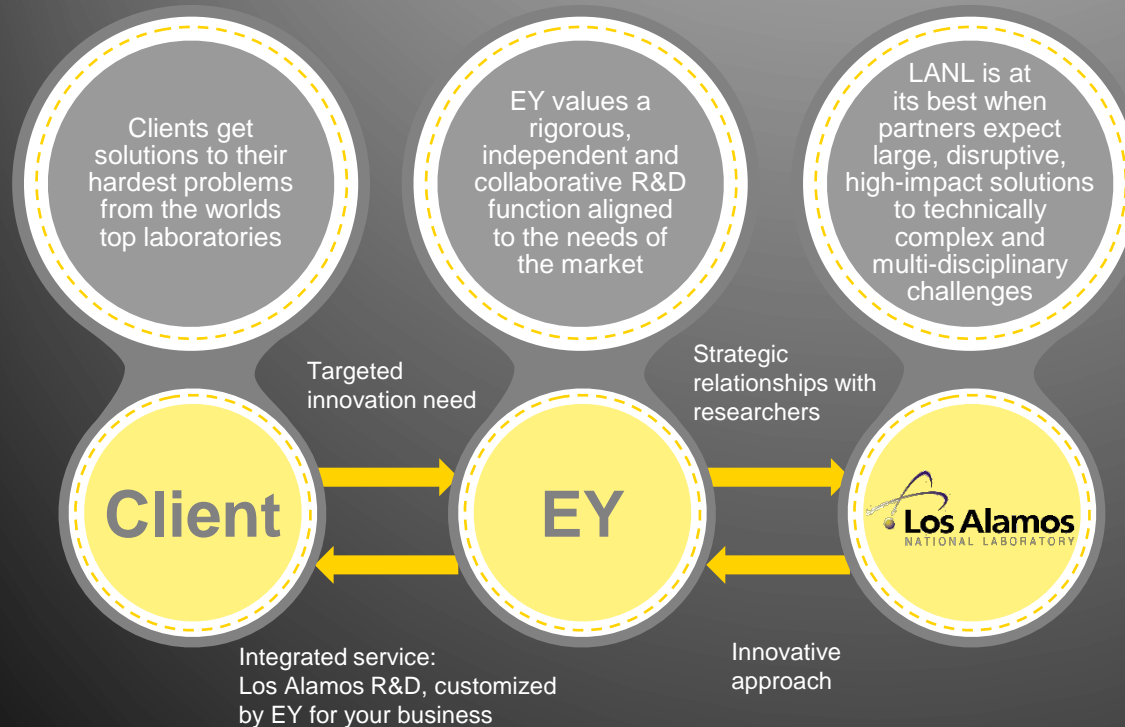 Clients get
solutions to their
hardest problems
from the worlds
top laboratories
EY values a
rigorous,
independent and
collaborative R&D
function aligned
to the needs of
the market
LANL is at
its best when
partners expect
large, disruptive,
high-impact solutions
to technically
complex and
multi-disciplinary
challenges
Targeted
innovation need
Strategic
relationships with
researchers
Client
EY
Los Alamos
NATIONAL LABORATORY
Integrated service:
Los Alamos R&D, customized
by EY for your business
Innovative
approach